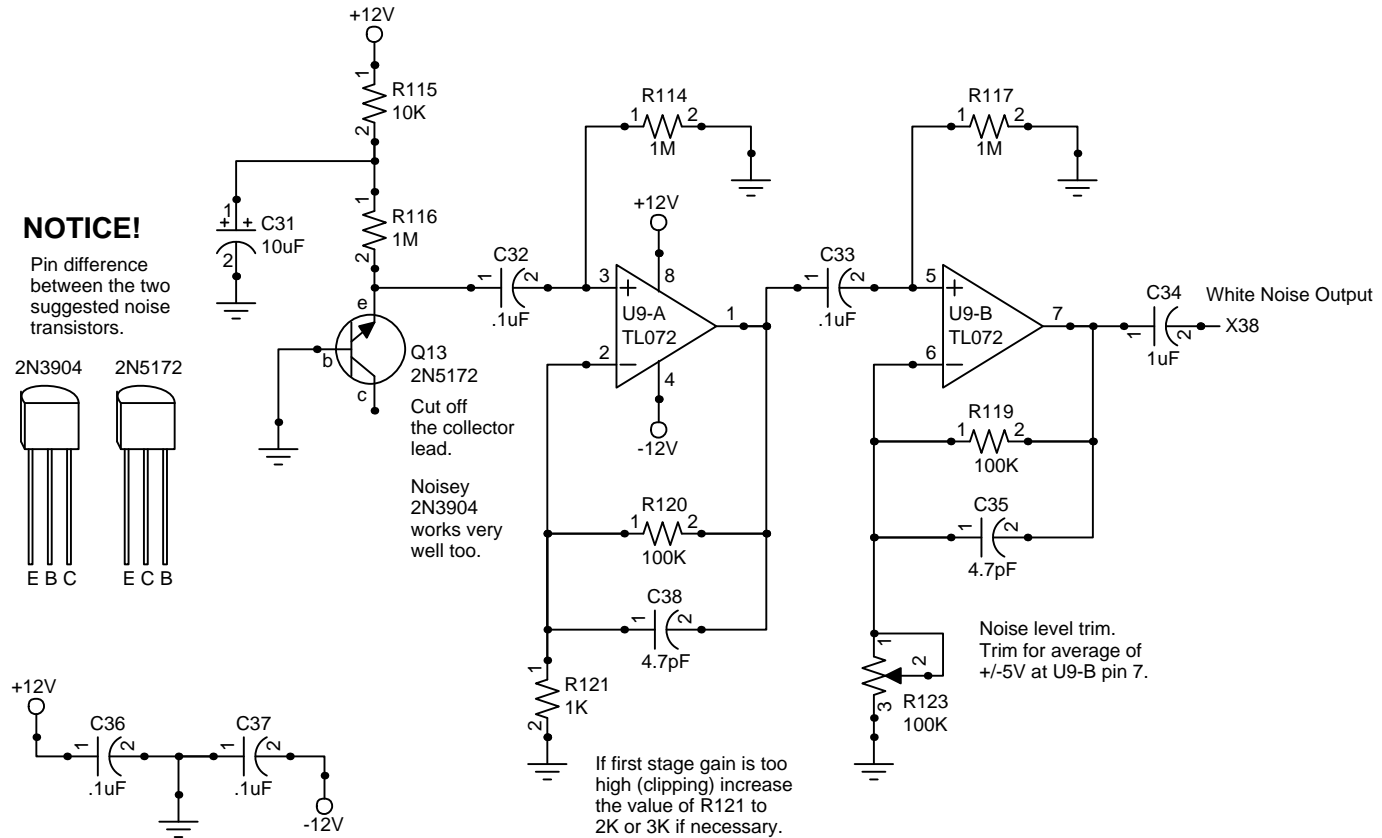 +12V
1
R115
10K
2
1
R116
1M
2
1
C31
+ +
10uF
2
NOTICE!
Pin difference
between the two
suggested noise
transistors.
2N3904 2N5172
E B C E C B
e
b
c
Q13
2N5172
Cut off
the collector
lead.
Noisey
2N3904
works very
well too.
C32
1 2
.1uF
R114
1 2
1M
+12V
8
3 +
U9-A
TL072
1
2 −
4
-12V
R120
1 2
100K
C38
1 2
4.7pF
1
R121
1K
2
If first stage gain is too
high (clipping) increase
the value of R121 to
2K or 3K if necessary.
C33
1 2
.1uF
R117
1 2
1M
5 +
U9-B
TL072
7
6 −
C34
1 2
1uF
White Noise Output
X38
R119
1 2
100K
C35
1 2
4.7pF
1
2
R123
3
100K
Noise level trim.
Trim for average of
+/-5V at U9-B pin 7.
+12V
C36
1 2
.1uF
C37
1 2
.1uF
-12V